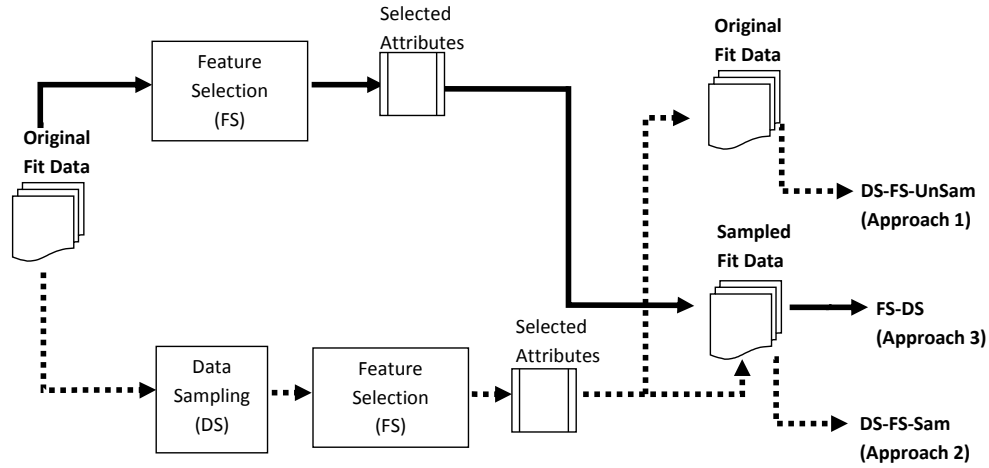 Selected
Attributes
Feature
Selection
(FS)
Original
Fit Data
Original
Fit Data
DS-FS-UnSam
(Approach 1)
Sampled
Fit Data
FS-DS
(Approach 3)
Data
Sampling
(DS)
Feature
Selection
(FS)
Selected
Attributes
DS-FS-Sam
(Approach 2)